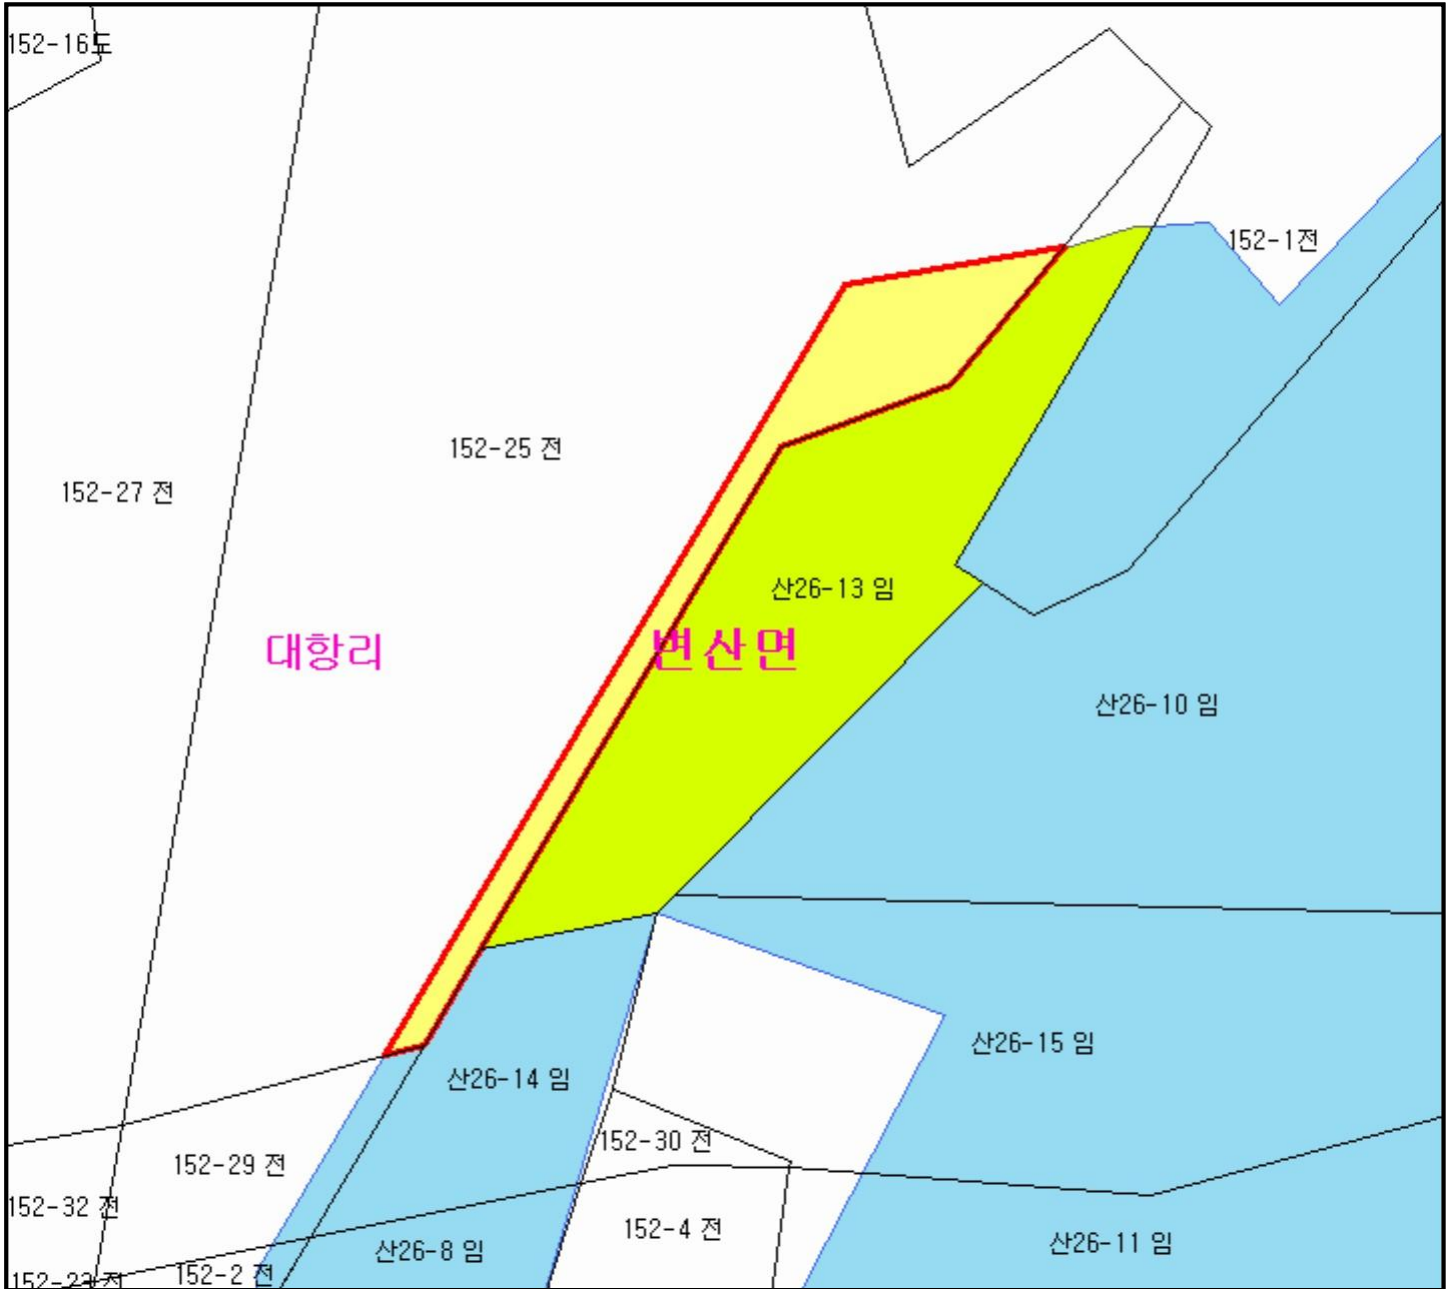 152-16도
152-1전
152-25 전
152-27 전
산26-13 임
대항리
변산면
산26-10 임
산26-15 임
산26-14 임
152-30 전
152-29 전
152-32 전
152-4 전
산26-11 임
산26-8 임
152-2 전
152-23 전